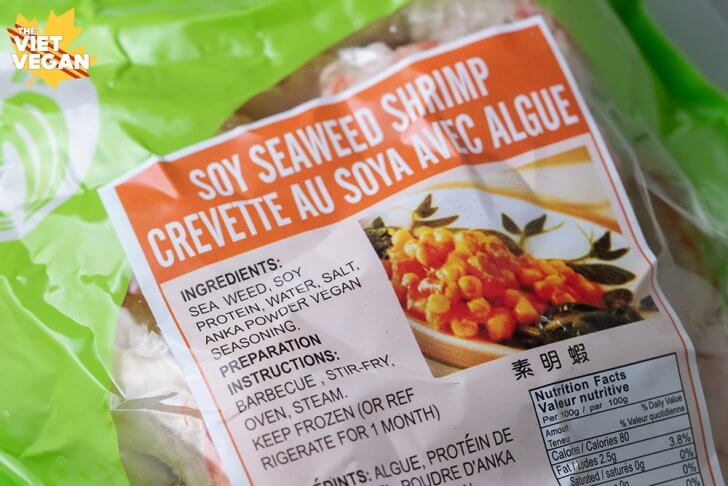 THE
VIET
VEGAN
SOY SEAWEED SHRIMP
CREVETTE AU SOYA AVEC ALGUE
INGREDIENTS:
SEA WEED, SOY
PROTEIN, WATER, SALT,
ANKA POWDER VEGAN
SEASONING.
PREPARATION
INSTRUCTIONS:
BARBECUE , STIR-FRY,
OVEN, STEAM.
KEEP FROZEN (OR REF
RIGERATE FOR 1 MONTH)
ALGUE, PROTÉIN DE
POUDRE D'ANKA
素明蝦
Nutrition Facts
Valeur nutritive
Per 100g / par 100g
Amout % Daily Value
Teneu % Valeur quotidienne
Calories / Calories 80
Fat / Lipides 2.5g 3.8%
Saturated / saturés 0g 0%
0%